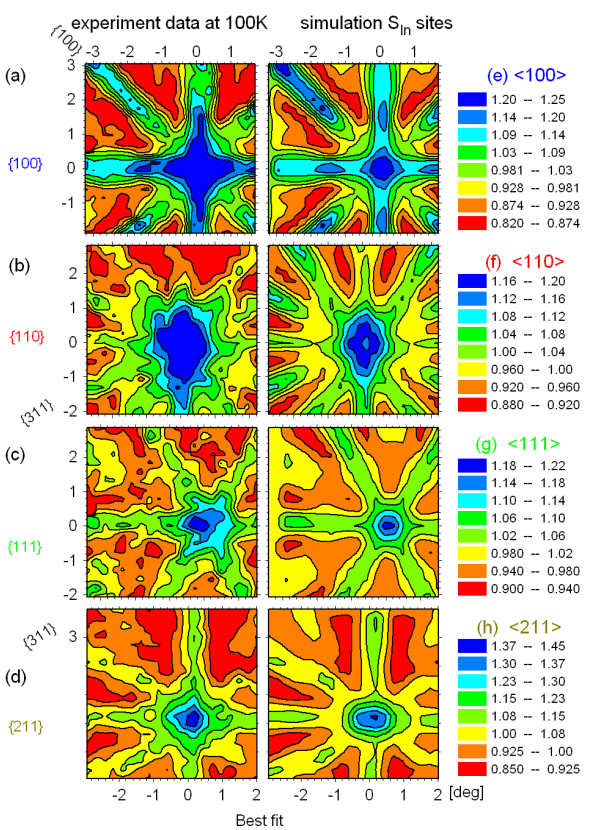 experiment data at 100K simulation S_In sites
{100}
-3 -2 -1 0 1 -3 -2 -1 0 1
(a) 3 2 1 0 -1 (e) <100>
{100}
1.20 -- 1.25
1.14 -- 1.20
1.09 -- 1.14
1.03 -- 1.09
0.981 -- 1.03
0.928 -- 0.981
0.874 -- 0.928
0.820 -- 0.874
(b) 2 1 0 -1 -2 (f) <110>
{110}
{311}
1.16 -- 1.20
1.12 -- 1.16
1.08 -- 1.12
1.04 -- 1.08
1.00 -- 1.04
0.960 -- 1.00
0.920 -- 0.960
0.880 -- 0.920
(c) 2 1 0 -1 -2 (g) <111>
{111}
1.18 -- 1.22
1.14 -- 1.18
1.10 -- 1.14
1.06 -- 1.10
1.02 -- 1.06
0.980 -- 1.02
0.940 -- 0.980
0.900 -- 0.940
{311}
(d) 3 2 1 (h) <211>
{211}
1.37 -- 1.45
1.30 -- 1.37
1.23 -- 1.30
1.15 -- 1.23
1.08 -- 1.15
1.00 -- 1.08
0.925 -- 1.00
0.850 -- 0.925
-2 -1 0 1 2 -2 -1 0 1 2 [deg]
Best fit